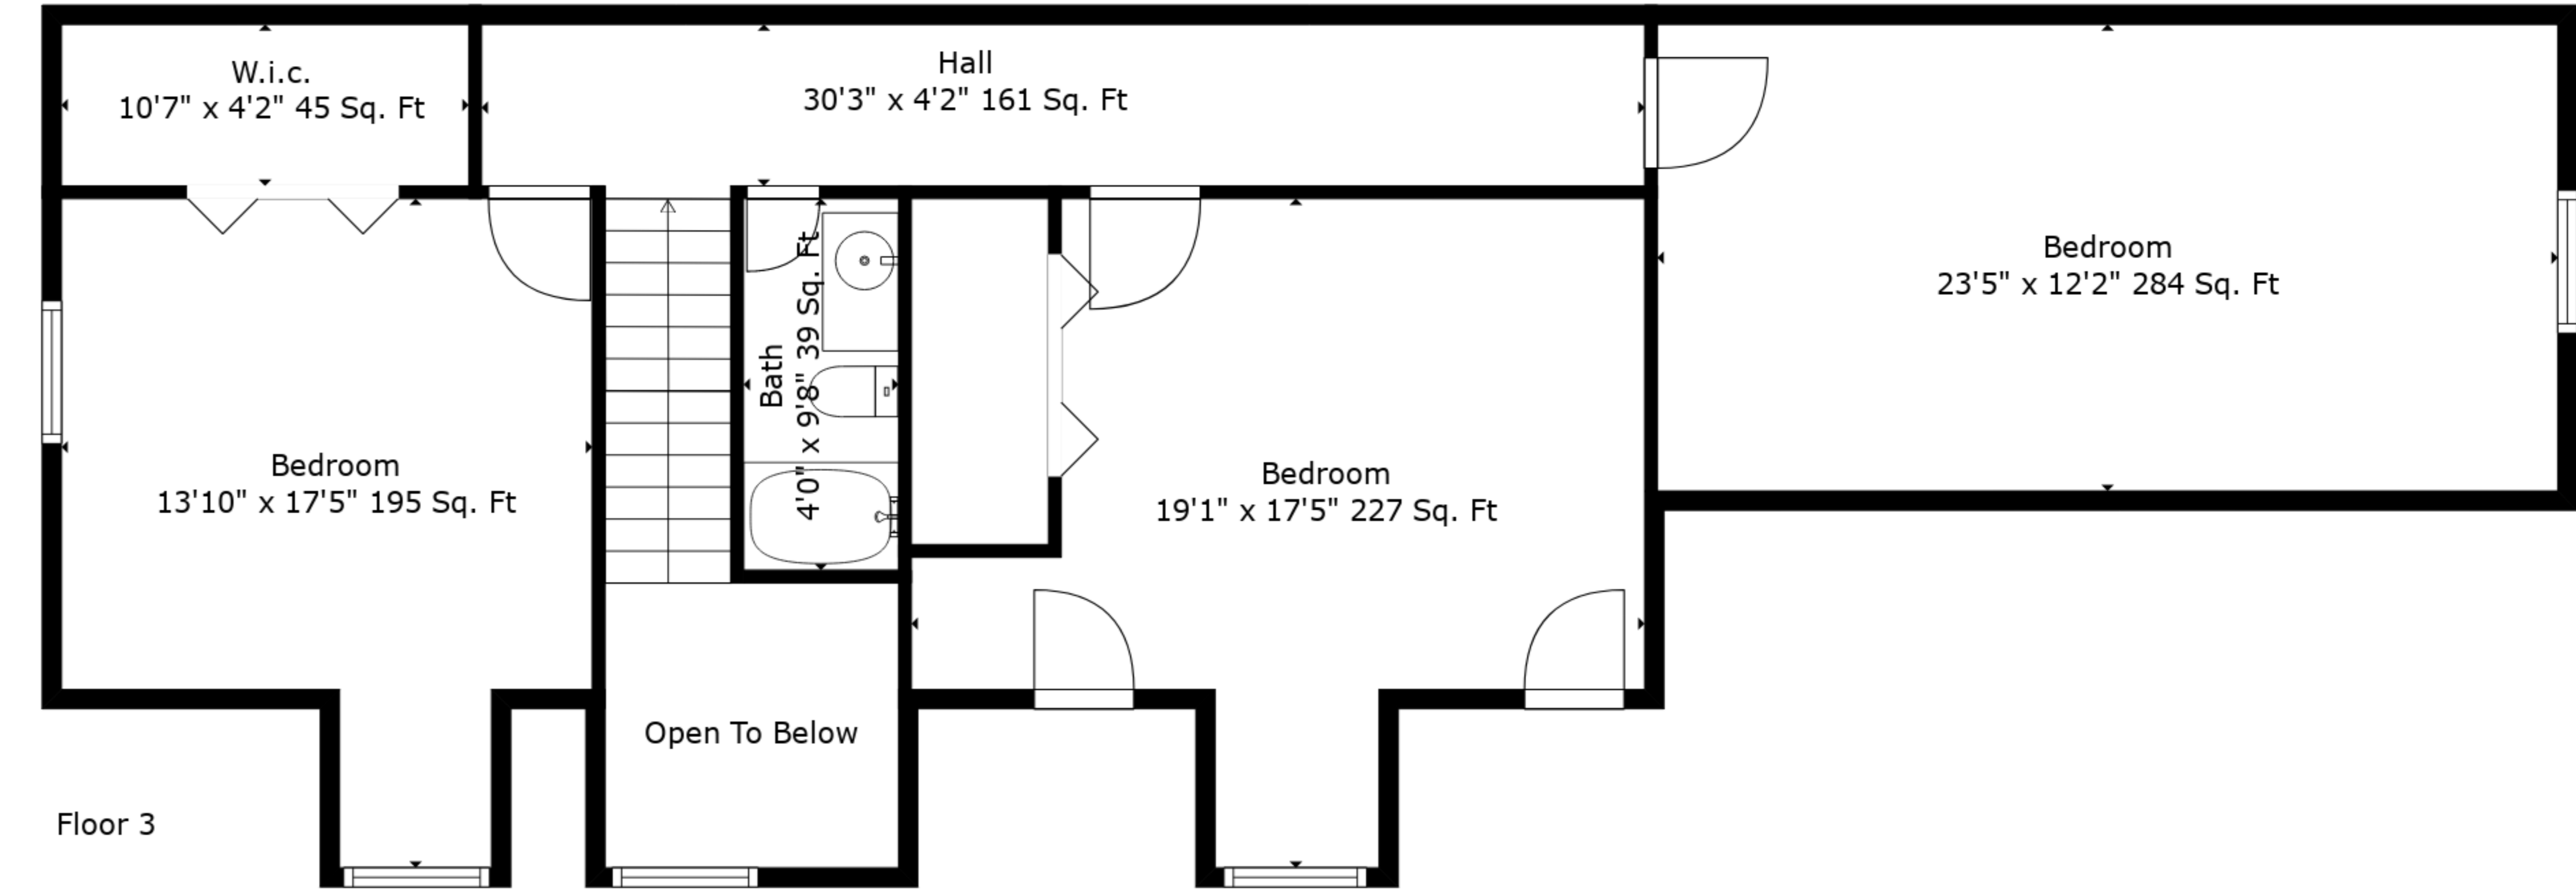 W.i.c.
10'7" x 4'2" 45 Sq. Ft
Hall
30'3" x 4'2" 161 Sq. Ft
Bedroom
23'5" x 12'2" 284 Sq. Ft
Bath
4'0" x 9'8" 39 Sq. Ft
Bedroom
13'10" x 17'5" 195 Sq. Ft
Bedroom
19'1" x 17'5" 227 Sq. Ft
Open To Below
Floor 3